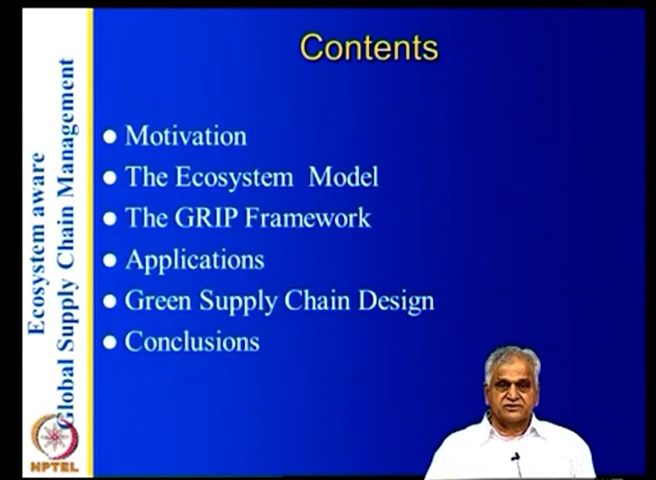 Contents
Motivation
The Ecosystem Model
The GRIP Framework
Applications
Green Supply Chain Design
Conclusions
Ecosystem aware
Global Supply Chain Management
NPTEL